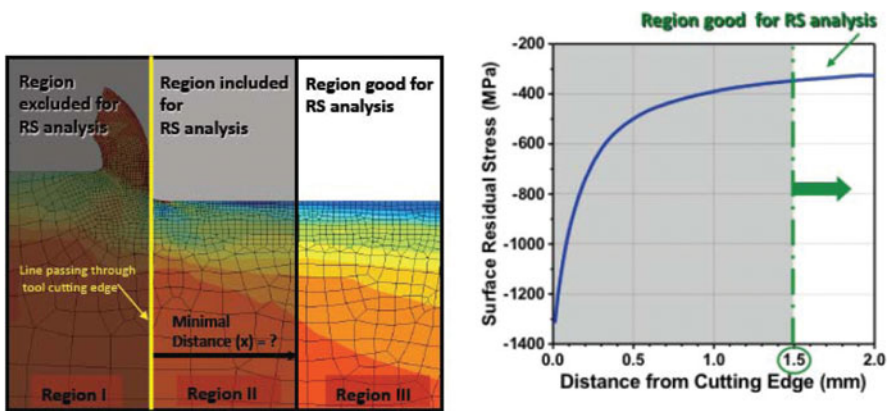 Region
excluded for
RS analysis
Region included
for
RS analysis
Region good for
RS analysis
Line passing through
tool cutting edge
Minimal
Distance (x) = ?
Region I
Region II
Region III
Region good for RS analysis
Surface Residual Stress (MPa)
-200
-400
-600
-800
-1000
-1200
-1400
0.0
0.5
1.0
1.5
2.0
Distance from Cutting Edge (mm)